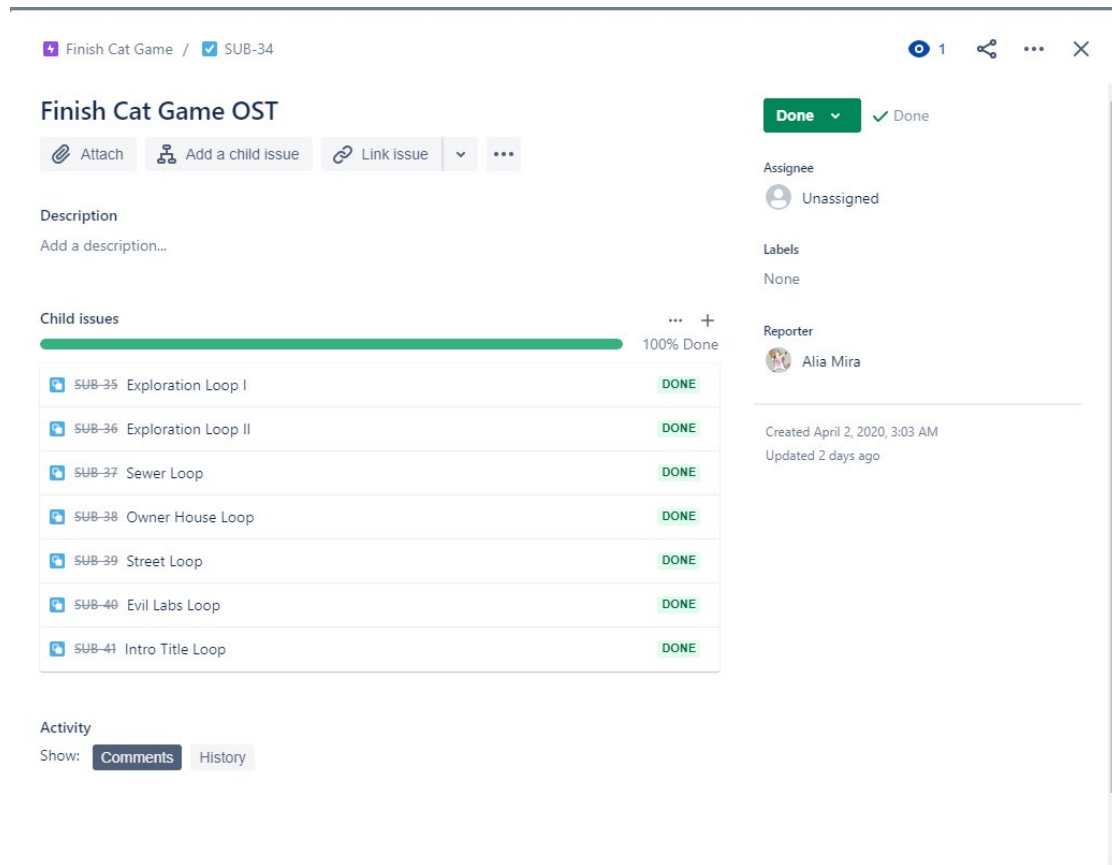 Finish Cat Game / SUB-34
1
Finish Cat Game OST
Attach
Add a child issue
Link issue
Description
Add a description...
Child issues
100% Done
SUB-35 Exploration Loop I DONE
SUB-36 Exploration Loop II DONE
SUB-37 Sewer Loop DONE
SUB-38 Owner House Loop DONE
SUB-39 Street Loop DONE
SUB-40 Evil Labs Loop DONE
SUB-41 Intro Title Loop DONE
Activity
Show: Comments History
Done Done
Assignee
Unassigned
Labels
None
Reporter
Alia Mira
Created April 2, 2020, 3:03 AM
Updated 2 days ago